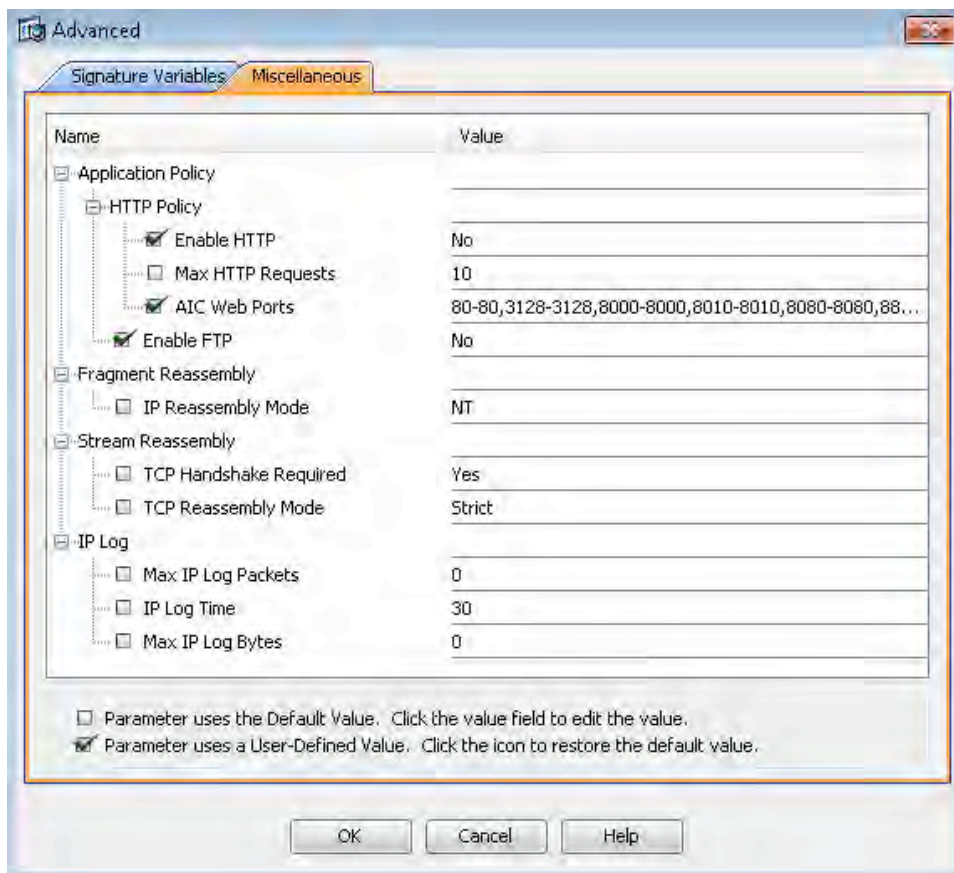 Advanced
Signature Variables Miscellaneous
Name Value
Application Policy
HTTP Policy
Enable HTTP No
Max HTTP Requests 10
AIC Web Ports 80-80,3128-3128,8000-8000,8010-8010,8080-8080,88...
Enable FTP No
Fragment Reassembly
IP Reassembly Mode NT
Stream Reassembly
TCP Handshake Required Yes
TCP Reassembly Mode Strict
IP Log
Max IP Log Packets 0
IP Log Time 30
Max IP Log Bytes 0
Parameter uses the Default Value. Click the value field to edit the value.
Parameter uses a User-Defined Value. Click the icon to restore the default value.
OK Cancel Help